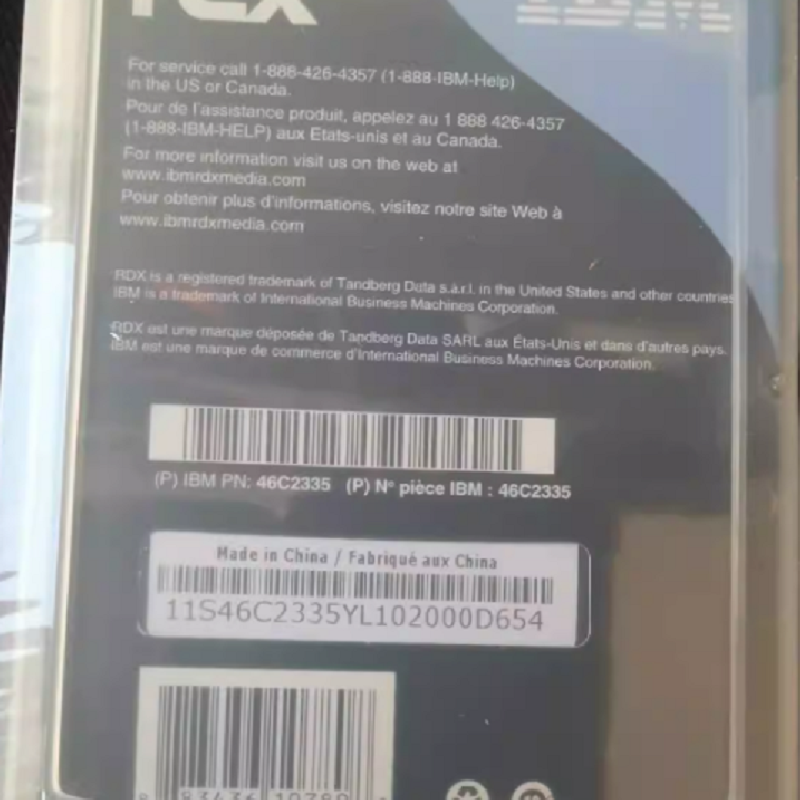 rdx IBM
For service call 1-888-426-4357 (1-888-IBM-Help)
in the US or Canada.
Pour de l'assistance produit, appelez au 1 888 426-4357
(1-888-IBM-HELP) aux Etats-unis et au Canada.
For more information visit us on the web at
www.ibmrdxmedia.com
Pour obtenir plus d'informations, visitez notre site Web à
www.ibmrdxmedia.com
RDX is a registered trademark of Tandberg Data s.a.r.l. in the United States and other countries
IBM is a trademark of International Business Machines Corporation.
RDX est une marque déposée de Tandberg Data SARL aux États-Unis et dans d'autres pays.
IBM est une marque de commerce d'International Business Machines Corporation.
(P) IBM PN: 46C2335 (P) N° pièce IBM : 46C2335
Made in China / Fabriqué aux China
11S46C2335YL102000D654